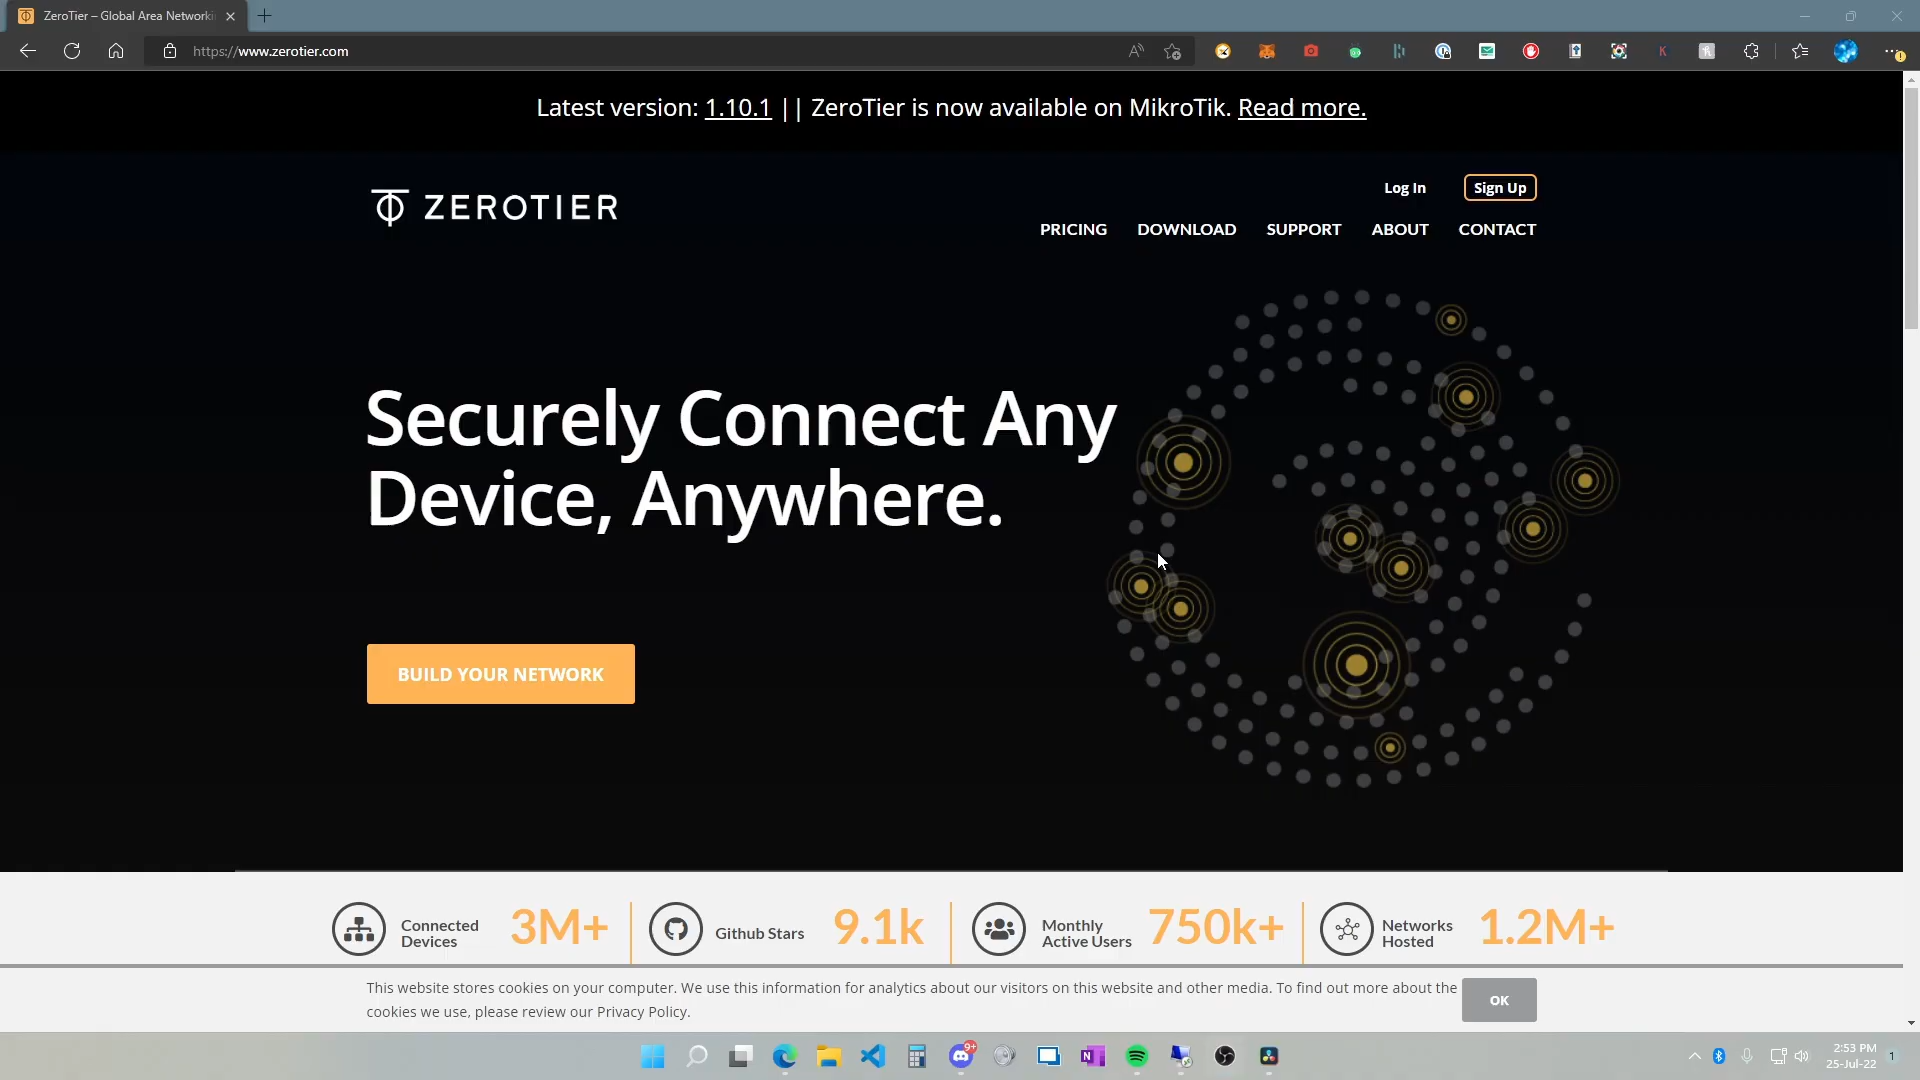 ZeroTier – Global Area Networki
https://www.zerotier.com
Latest version: 1.10.1 || ZeroTier is now available on MikroTik. Read more.
ZEROTIER
Log In
Sign Up
PRICING
DOWNLOAD
SUPPORT
ABOUT
CONTACT
Securely Connect Any
Device, Anywhere.
BUILD YOUR NETWORK
Connected
Devices
3M+
Github Stars
9.1k
Monthly
Active Users
750k+
Networks
Hosted
1.2M+
This website stores cookies on your computer. We use this information for analytics about our visitors on this website and other media. To find out more about the
cookies we use, please review our Privacy Policy.
OK
9+
2:53 PM
25-Jul-22
1